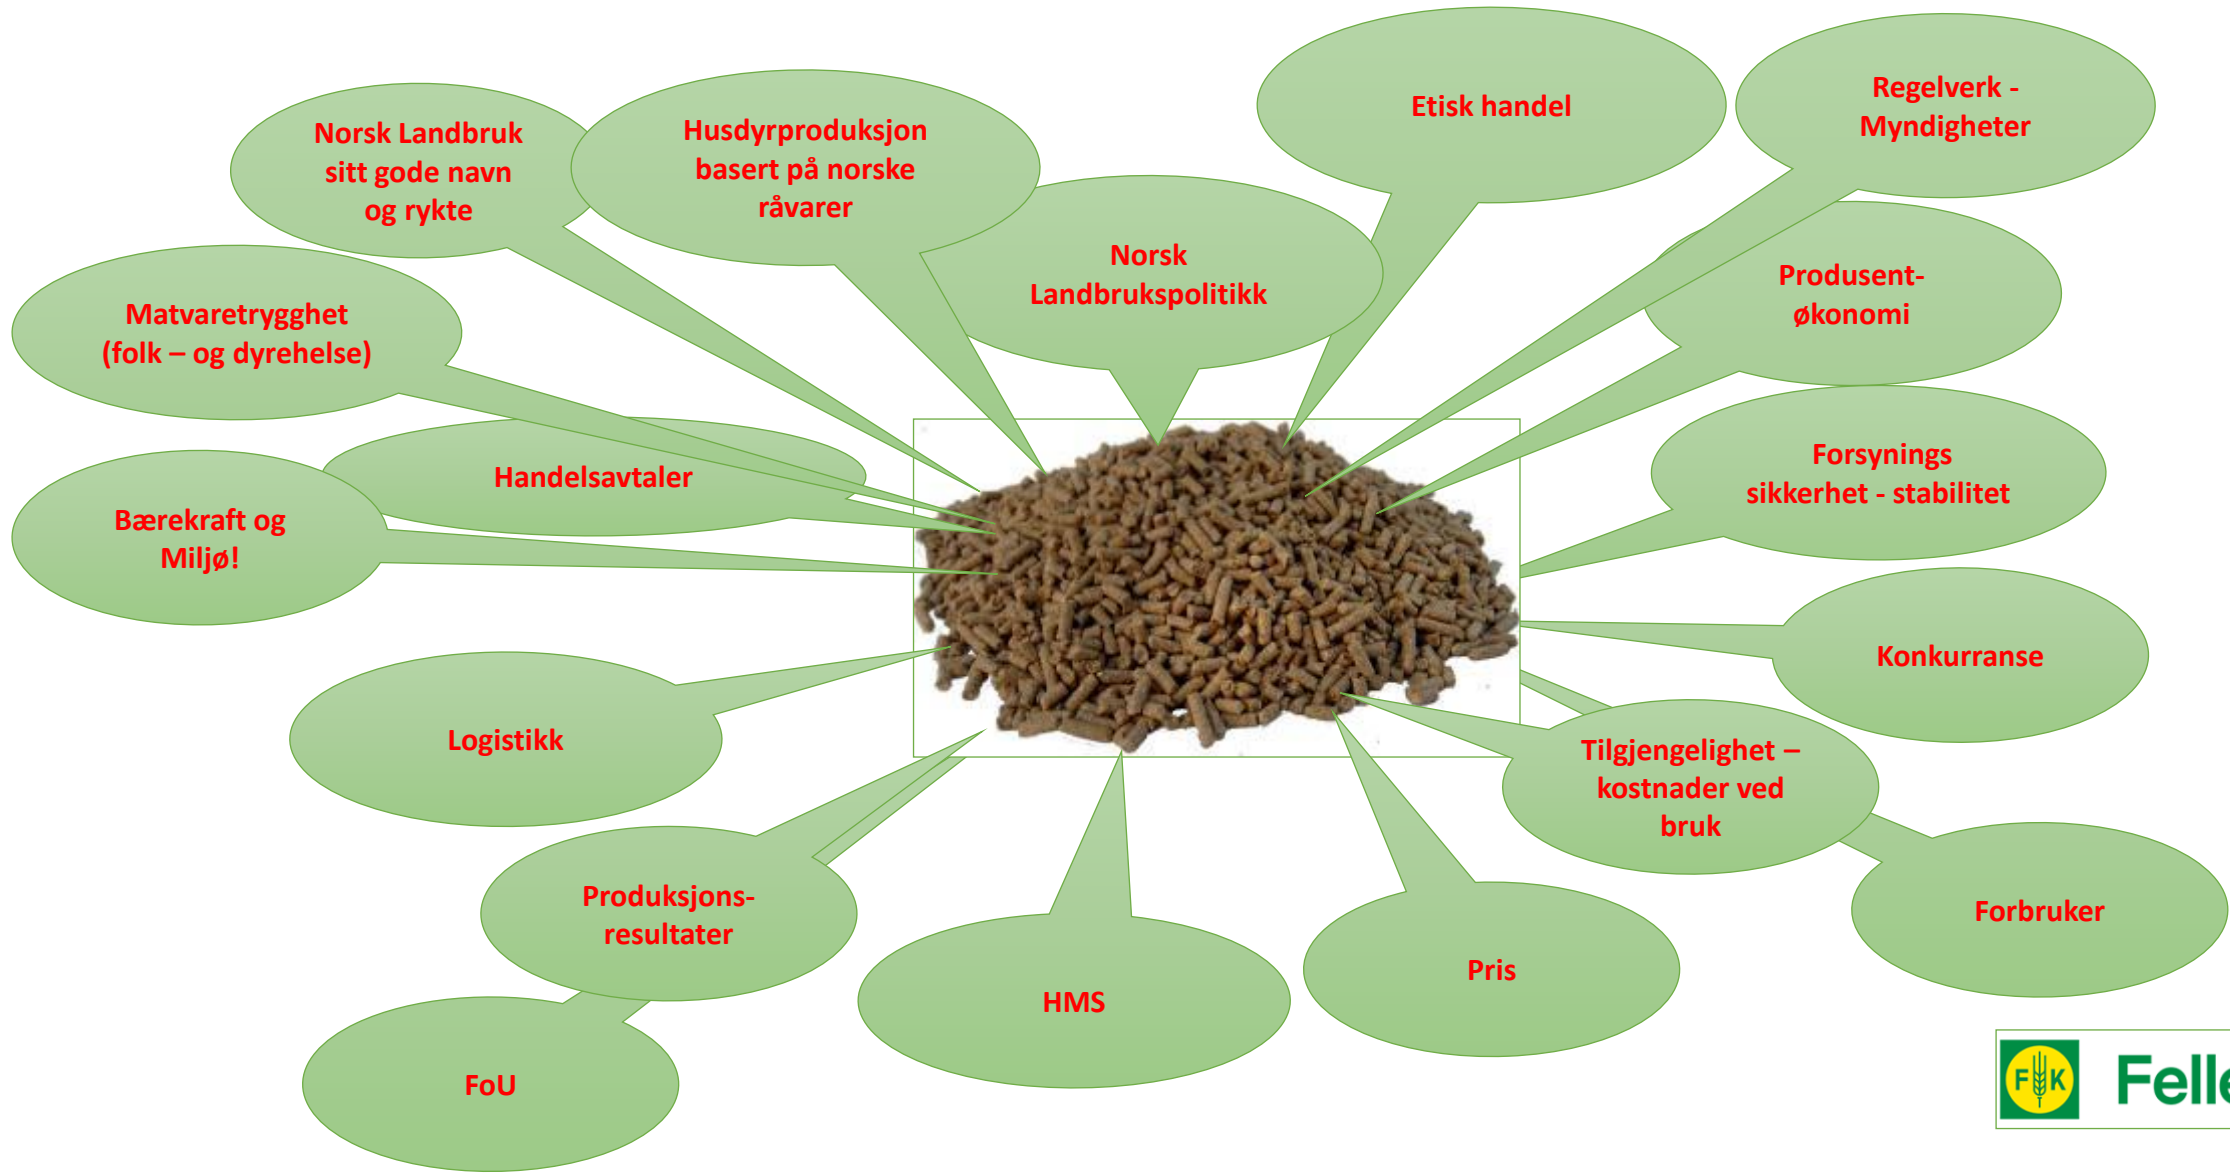 Norsk Landbruk
sitt gode navn
og rykte
Husdyrproduksjon
basert på norske
råvarer
Etisk handel
Regelverk -
Myndigheter
Norsk
Landbrukspolitikk
Produsent-
økonomi
Matvaretrygghet
(folk – og dyrehelse)
Handelsavtaler
Forsynings
sikkerhet - stabilitet
Bærekraft og
Miljø!
Konkurranse
Logistikk
Tilgjengelighet –
kostnader ved
bruk
Produksjons-
resultater
Forbruker
HMS
Pris
FoU
FK
Felle